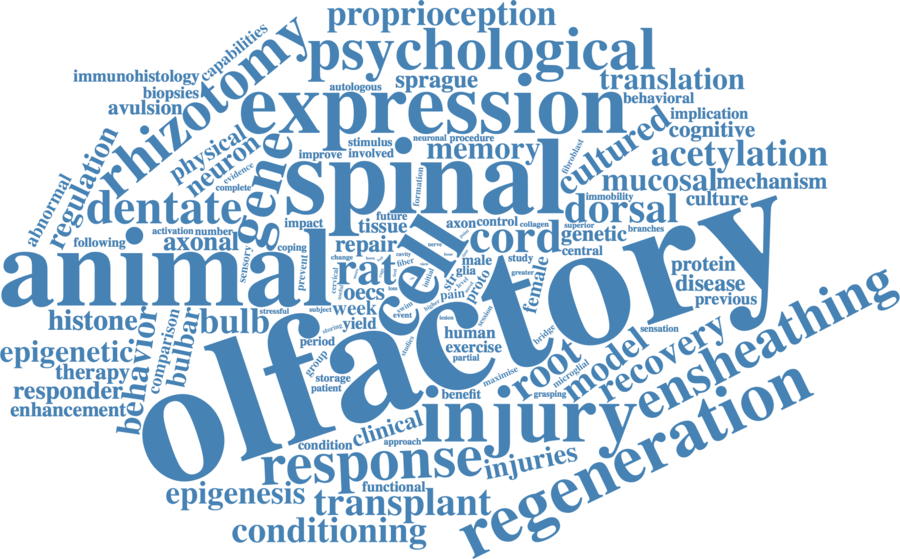 proprioception
psychological
capabilities
immunohistology
biopsies
avulsion
rhizotomy
autologous
sprague
translation
expression
behavioral
implication
cognitive
cultured
neuronal procedure
stimulus
improve involved
memory
fibroblast
acetylation
physical
neuron
evidence
complete
gene
spinal
formation
mucosal
mechanism
abnormal
regulation
dentate
immobility
culture
dorsal
impact
future
tissue
axon
control
collagen
superior
branches
activation number
following
axonal
coping
repair
cell
nerve
cord
genetic
central
animal
sensory
prevent
change
cavity
fiber
male
study
glia
greater
rat
cervical
initial
str
proto
female
protein
disease
previous
oecs
swim
event
higher
pain
level
olfactory
histone
behavior
comparison
bulbar
bulb
stressful
subject
week
storing
yield
lesion
session
human
bridge
sensation
epigenetic
therapy
responder
enhancement
period
group
storage
patient
studies
exercise
partial
maximise
root
microglial
grasping
model
recovery
ensheathing
benefit
injury
clinical
approach
condition
response
injuries
regeneration
functional
epigenesis
transplant
conditioning